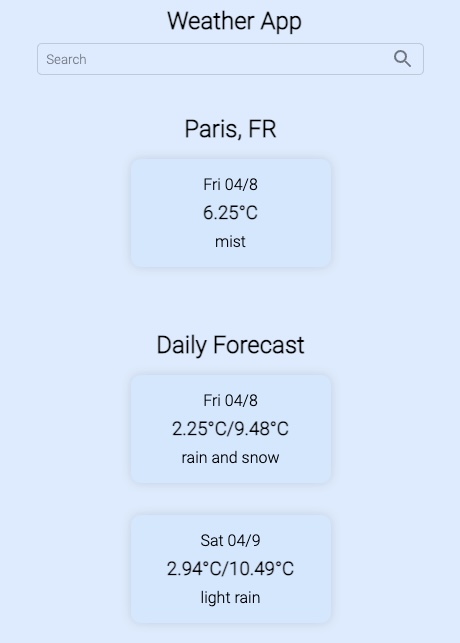 Weather App
Search
Paris, FR
Fri 04/8
6.25°C
mist
Daily Forecast
Fri 04/8
2.25°C/9.48°C
rain and snow
Sat 04/9
2.94°C/10.49°C
light rain